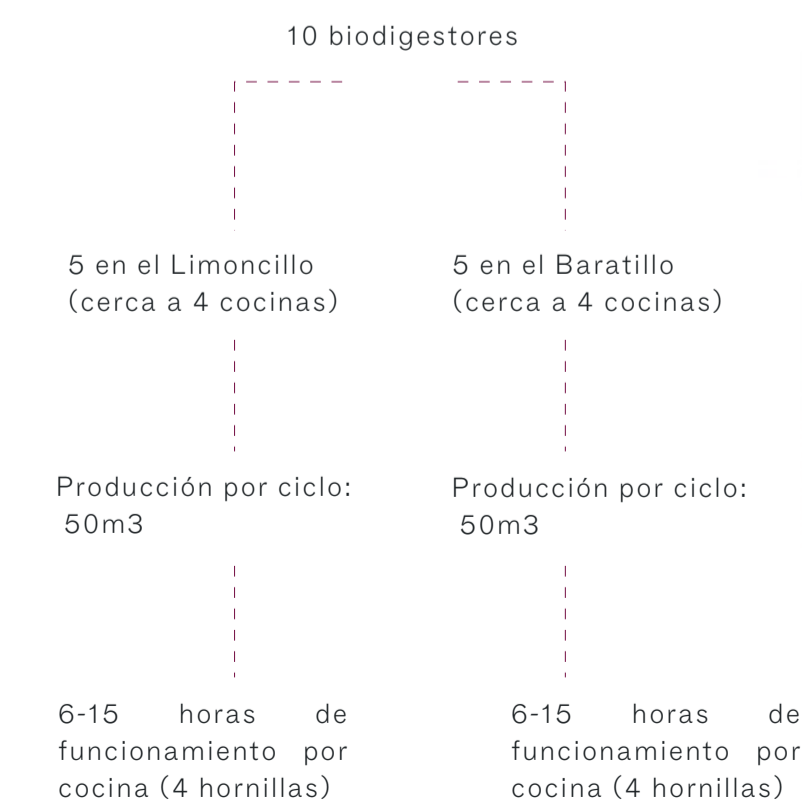 10 biodigestores
5 en el Limoncillo
(cerca a 4 cocinas)
5 en el Baratillo
(cerca a 4 cocinas)
Producción por ciclo:
50m3
Producción por ciclo:
50m3
6-15 horas de
funcionamiento por
cocina (4 hornillas)
6-15 horas de
funcionamiento por
cocina (4 hornillas)